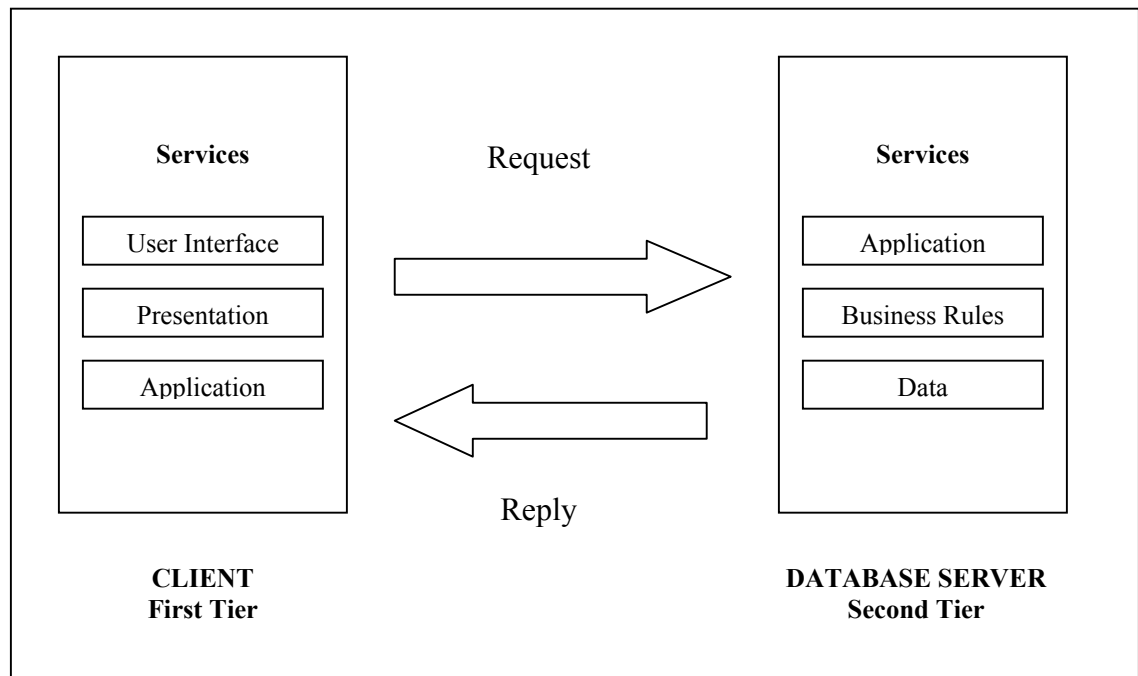 Services
User Interface
Presentation
Application
CLIENT
First Tier
Request
Reply
Services
Application
Business Rules
Data
DATABASE SERVER
Second Tier